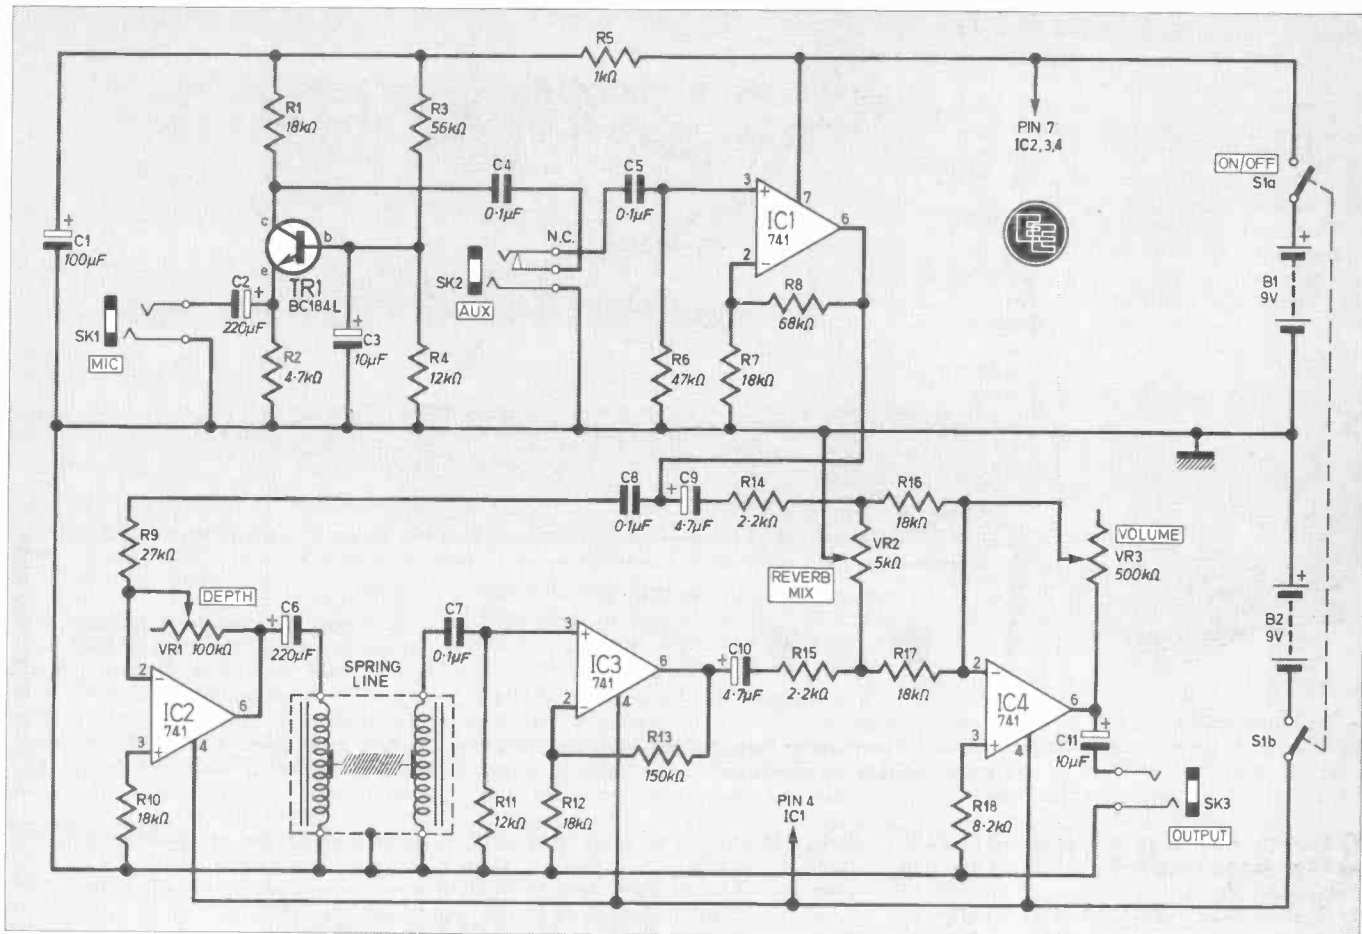 R5
1kΩ
R1
18kΩ
R3
56kΩ
PIN 7
IC2,3,4
ON/OFF
S1a
C4
0·1µF
C5
0·1µF
3
+
7
IC1
741
6
2
−
c
b
e
TR1
BC184L
+
C1
100µF
N.C.
SK2
AUX
C2
+
220µF
SK1
MIC
R2
4·7kΩ
+
C3
10µF
R4
12kΩ
R6
47kΩ
R7
18kΩ
R8
68kΩ
+
B1
9V
C8
0·1µF
+
C9
4·7µF
R14
2·2kΩ
R16
18kΩ
VR2
5kΩ
REVERB
MIX
VOLUME
VR3
500kΩ
R9
27kΩ
DEPTH
VR1
100kΩ
C6
+
220µF
C7
0·1µF
SPRING
LINE
2
−
IC2
741
6
3
+
4
R10
18kΩ
3
+
IC3
741
6
2
−
4
+
C10
4·7µF
R15
2·2kΩ
R17
18kΩ
R13
150kΩ
R11
12kΩ
R12
18kΩ
PIN 4
IC1
2
−
IC4
741
6
3
+
4
R18
8·2kΩ
+
C11
10µF
SK3
OUTPUT
+
B2
9V
S1b